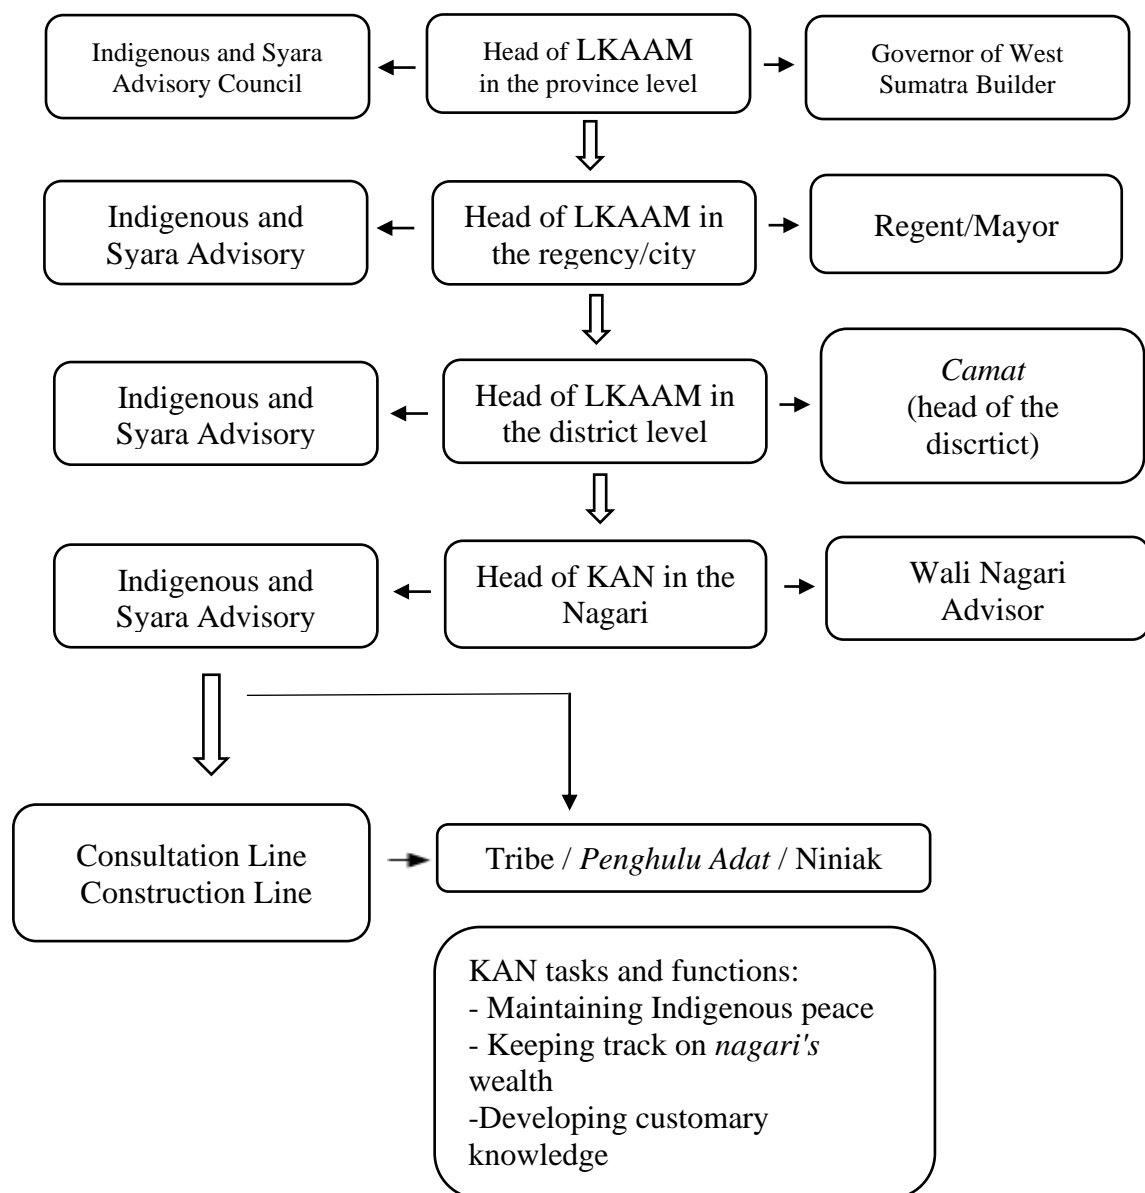 Indigenous and Syara
Advisory Council
Head of LKAAM
in the province level
Governor of West
Sumatra Builder
Indigenous and
Syara Advisory
Head of LKAAM in
the regency/city
Regent/Mayor
Indigenous and
Syara Advisory
Head of LKAAM in
the district level
Camat
(head of the
discrtict)
Indigenous and
Syara Advisory
Head of KAN in the
Nagari
Wali Nagari
Advisor
Consultation Line
Construction Line
Tribe / Penghulu Adat / Niniak
KAN tasks and functions:
- Maintaining Indigenous peace
- Keeping track on nagari's
wealth
-Developing customary
knowledge